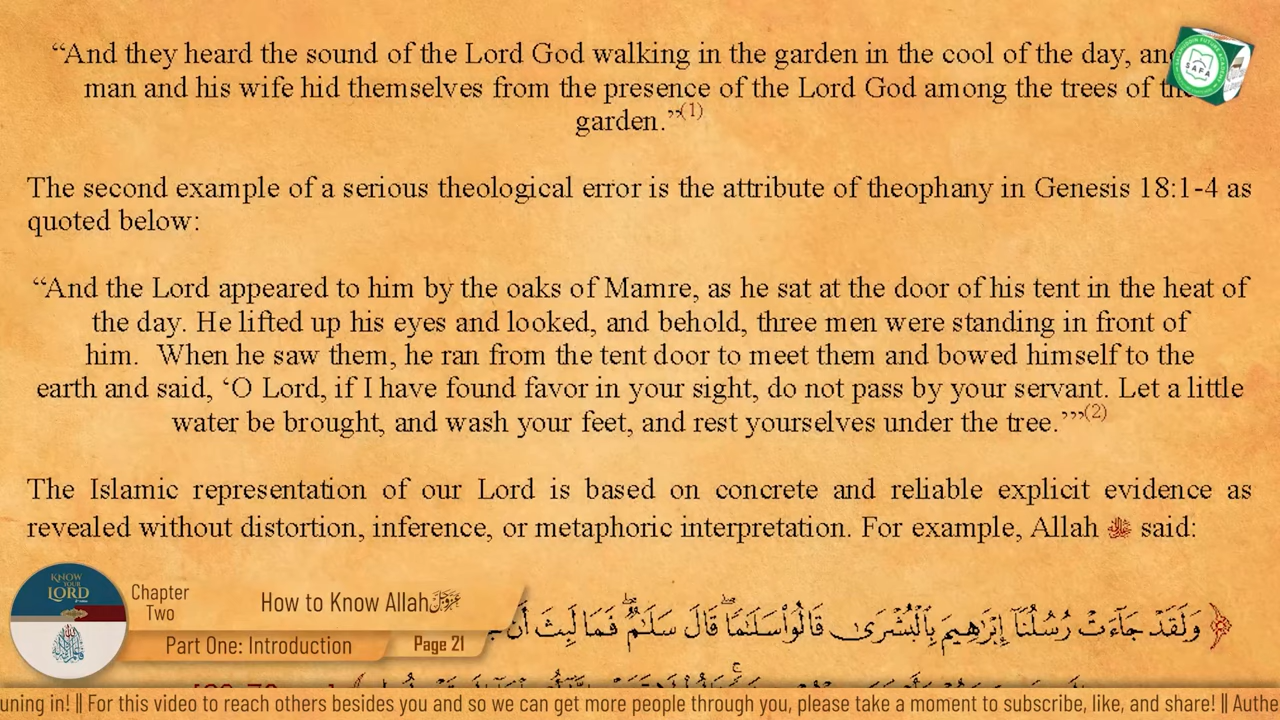 “And they heard the sound of the Lord God walking in the garden in the cool of the day, and
man and his wife hid themselves from the presence of the Lord God among the trees of the
garden.”(1)
The second example of a serious theological error is the attribute of theophany in Genesis 18:1-4 as
quoted below:
“And the Lord appeared to him by the oaks of Mamre, as he sat at the door of his tent in the heat of
the day. He lifted up his eyes and looked, and behold, three men were standing in front of
him. When he saw them, he ran from the tent door to meet them and bowed himself to the
earth and said, ‘O Lord, if I have found favor in your sight, do not pass by your servant. Let a little
water be brought, and wash your feet, and rest yourselves under the tree.’”(2)
The Islamic representation of our Lord is based on concrete and reliable explicit evidence as
revealed without distortion, inference, or metaphoric interpretation. For example, Allah ﷻ said:
﴿وَلَقَدْ جَآءَتْ رُسُلُنَآ إِبْرَٰهِيمَ بِٱلْبُشْرَىٰ قَالُوا۟ سَلَٰمًا ۖ قَالَ سَلَٰمٌ ۖ فَمَا لَبِثَ أَن
KNOW
YOUR
LORD
Chapter
Two
How to Know Allah عَزَّوَجَلَّ
Part One: Introduction
Page 21
SAFA
uning in! || For this video to reach others besides you and so we can get more people through you, please take a moment to subscribe, like, and share! || Authe